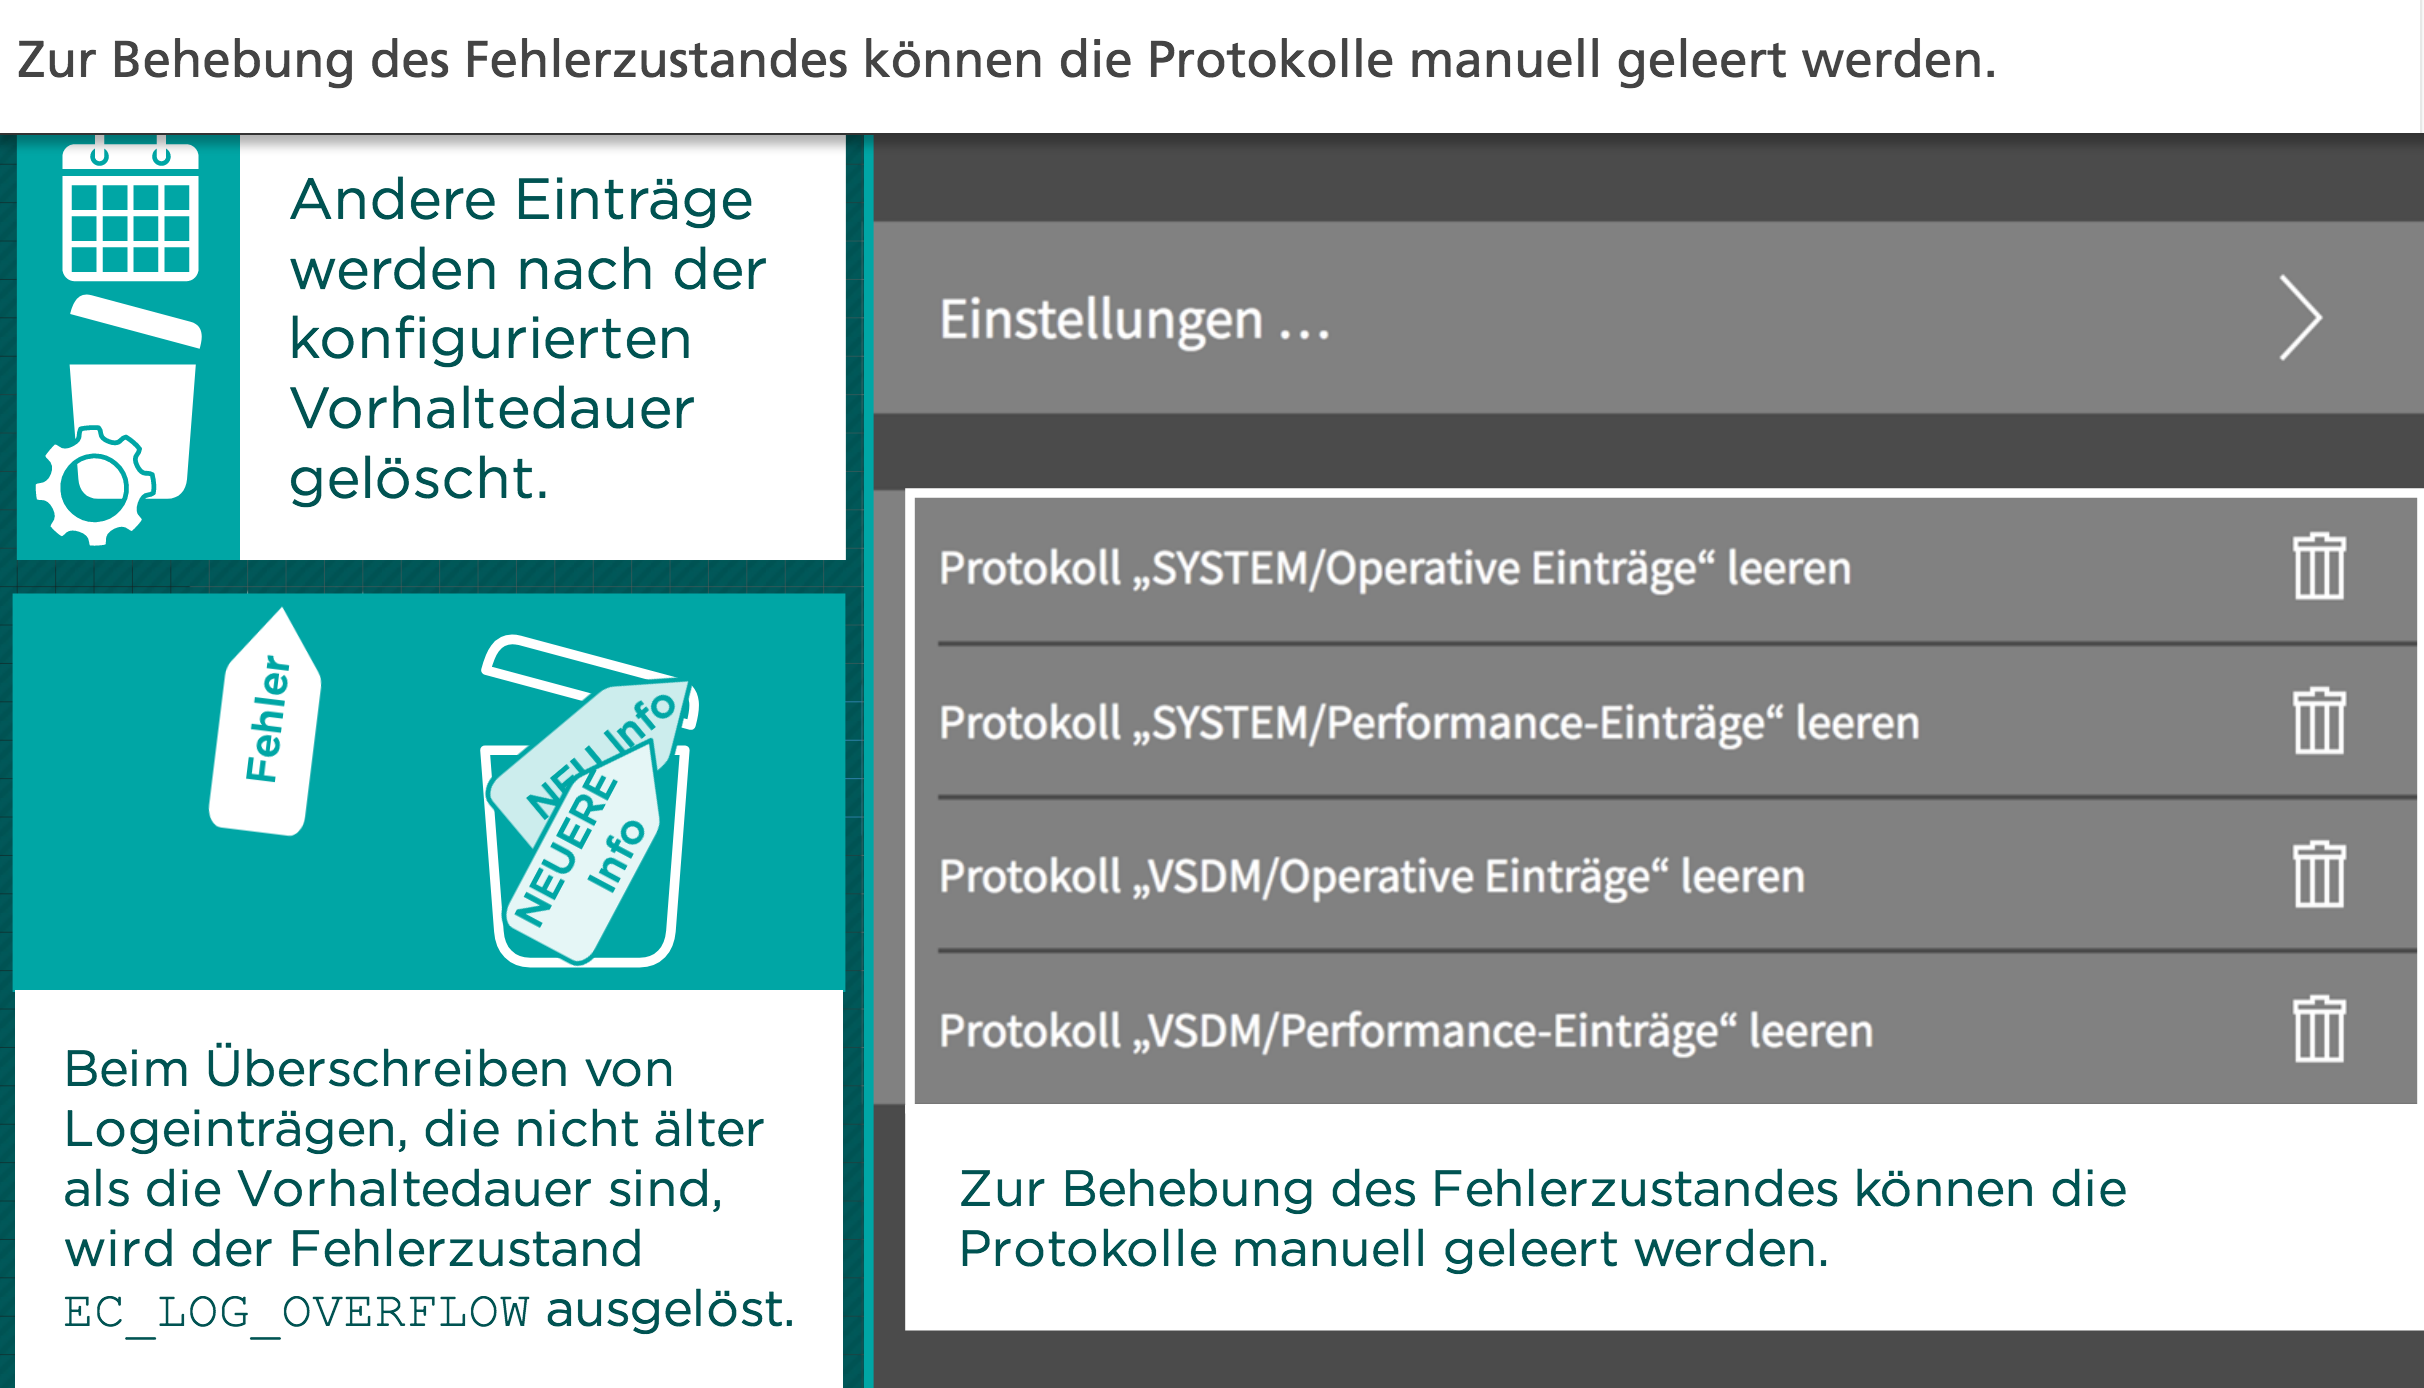 Zur Behebung des Fehlerzustandes können die Protokolle manuell geleert werden.
Andere Einträge
werden nach der
konfigurierten
Vorhaltedauer
gelöscht.
Fehler
NEU Info
NEUERE
Info
Beim Überschreiben von
Logeinträgen, die nicht älter
als die Vorhaltedauer sind,
wird der Fehlerzustand
EC_LOG_OVERFLOW ausgelöst.
Einstellungen ...
Protokoll „SYSTEM/Operative Einträge“ leeren
Protokoll „SYSTEM/Performance-Einträge“ leeren
Protokoll „VSDM/Operative Einträge“ leeren
Protokoll „VSDM/Performance-Einträge“ leeren
Zur Behebung des Fehlerzustandes können die
Protokolle manuell geleert werden.